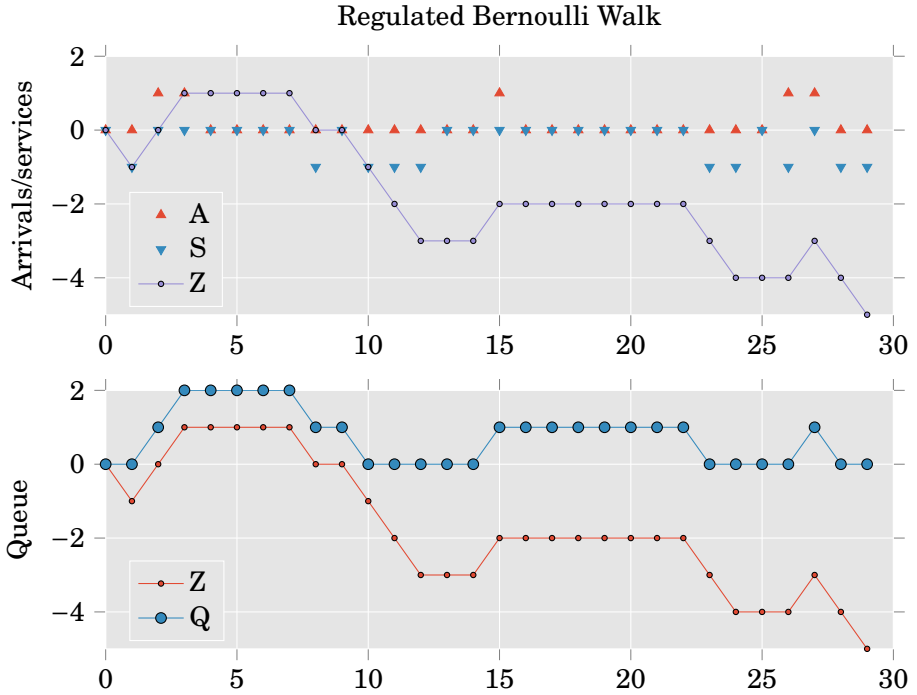 Regulated Bernoulli Walk
Arrivals/services
2
0
−2
−4
A
S
Z
0 5 10 15 20 25 30
Queue
2
0
−2
−4
Z
Q
0 5 10 15 20 25 30